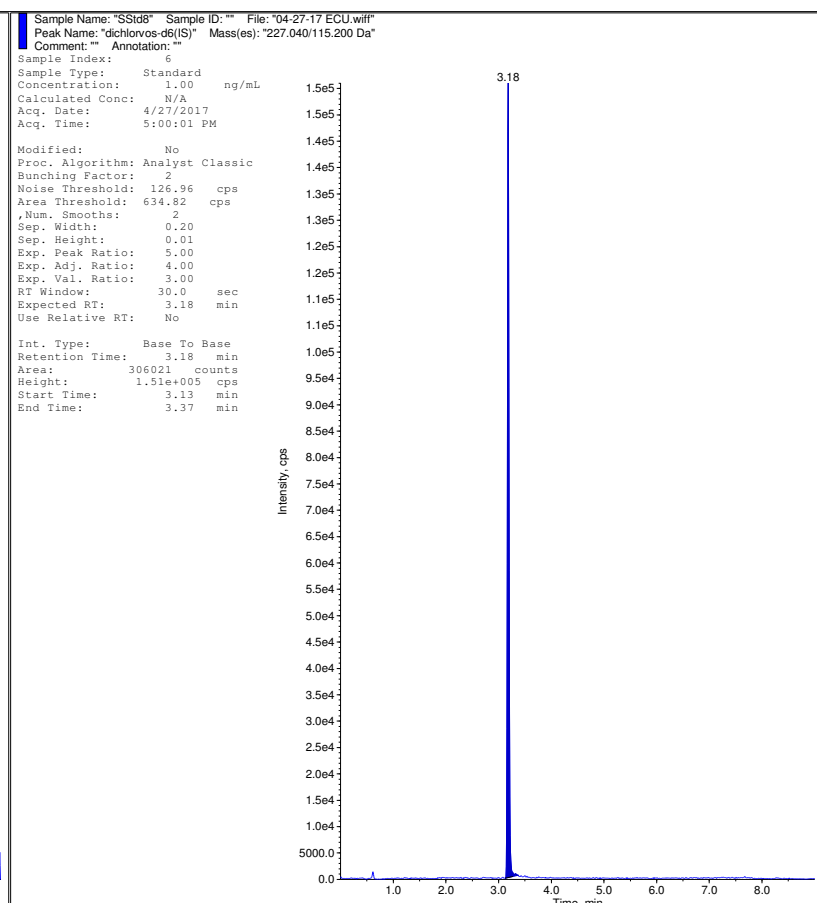 Sample Name: "SStd8" Sample ID: "" File: "04-27-17 ECU.wiff"
Peak Name: "dichlorvos-d6(IS)" Mass(es): "227.040/115.200 Da"
Comment: "" Annotation: ""
Sample Index: 6
Sample Type: Standard
Concentration: 1.00 ng/mL
Calculated Conc: N/A
Acq. Date: 4/27/2017
Acq. Time: 5:00:01 PM
Modified: No
Proc. Algorithm: Analyst Classic
Bunching Factor: 2
Noise Threshold: 126.96 cps
Area Threshold: 634.82 cps
,Num. Smooths: 2
Sep. Width: 0.20
Sep. Height: 0.01
Exp. Peak Ratio: 5.00
Exp. Adj. Ratio: 4.00
Exp. Val. Ratio: 3.00
RT Window: 30.0 sec
Expected RT: 3.18 min
Use Relative RT: No
Int. Type: Base To Base
Retention Time: 3.18 min
Area: 306021 counts
Height: 1.51e+005 cps
Start Time: 3.13 min
End Time: 3.37 min
3.18
1.5e5
1.5e5
1.4e5
1.4e5
1.3e5
1.3e5
1.2e5
1.2e5
1.1e5
1.1e5
1.0e5
9.5e4
9.0e4
8.5e4
8.0e4
7.5e4
7.0e4
6.5e4
6.0e4
5.5e4
5.0e4
4.5e4
4.0e4
3.5e4
3.0e4
2.5e4
2.0e4
1.5e4
1.0e4
5000.0
0.0
Intensity, cps
1.0 2.0 3.0 4.0 5.0 6.0 7.0 8.0
Time, min